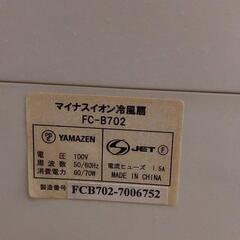 マイナスイオン冷風扇
FC-B702
YAMAZEN
JET
電圧 100V
周波数 50/60Hz
消費電力 60/70W
電流ヒューズ 1.5A
MADE IN CHINA
製造番号 FCB702-7006752